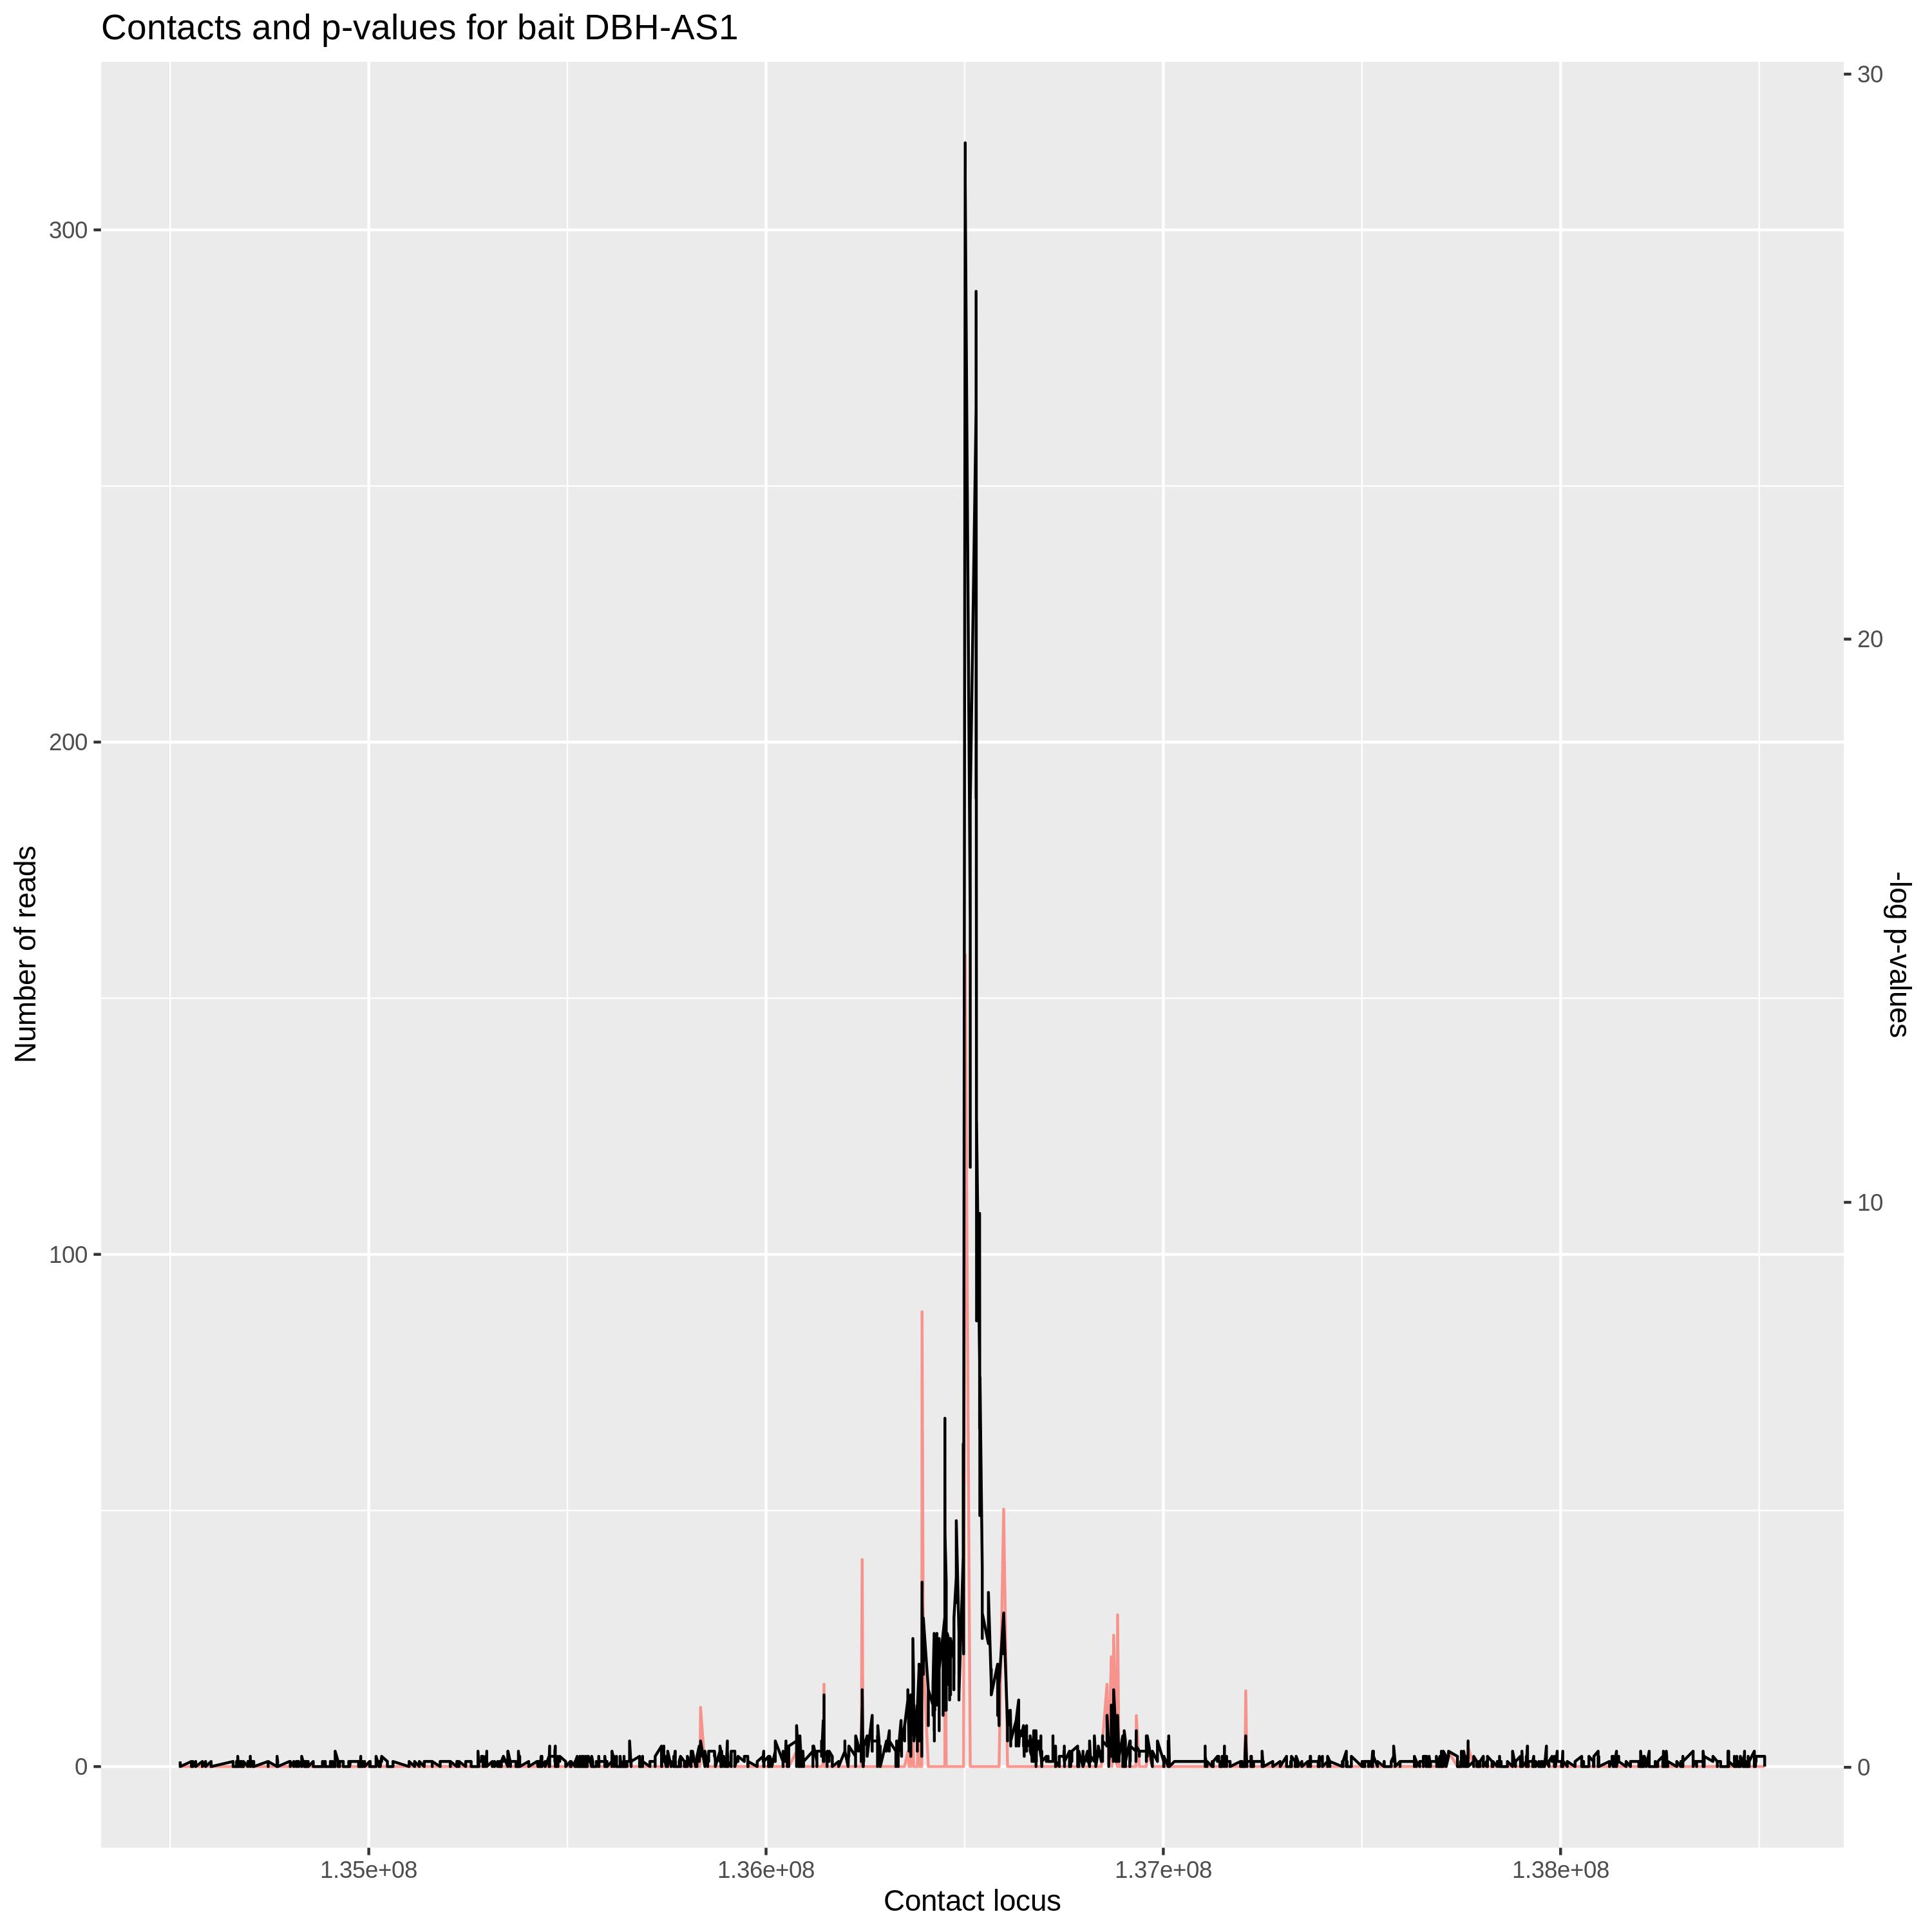 Contacts and p-values for bait DBH-AS1
300
200
100
0
Number of reads
30
20
10
0
-log p-values
1.35e+08
1.36e+08
1.37e+08
1.38e+08
Contact locus